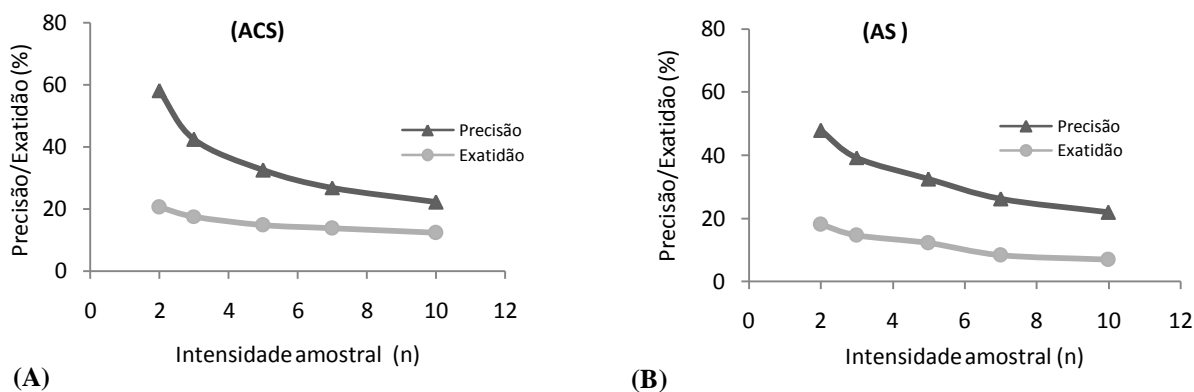 (ACS)
Precisão/Exatidão (%)
80
60
40
20
0
Precisão
Exatidão
0 2 4 6 8 10 12
Intensidade amostral (n)
(A)
(AS )
Precisão/Exatidão (%)
80
60
40
20
0
Precisão
Exatidão
0 2 4 6 8 10 12
Intensidade amostral (n)
(B)